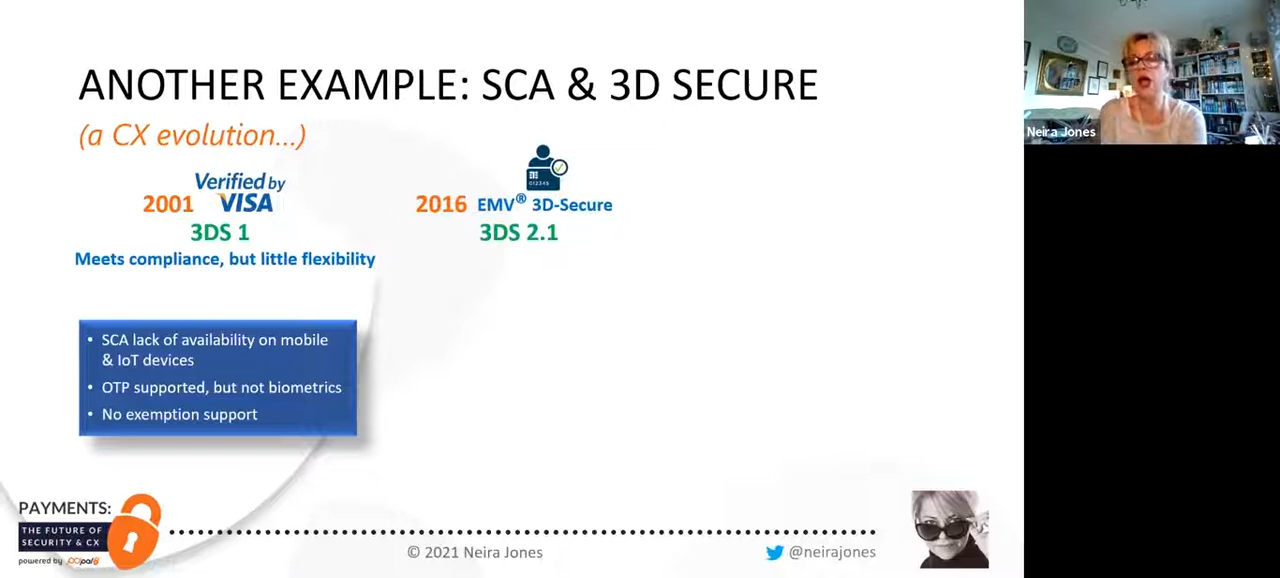 ANOTHER EXAMPLE: SCA & 3D SECURE
(a CX evolution...)
Verified by
VISA
2001
3DS 1
Meets compliance, but little flexibility
012345
2016 EMV® 3D-Secure
3DS 2.1
• SCA lack of availability on mobile
& IoT devices
• OTP supported, but not biometrics
• No exemption support
PAYMENTS:
THE FUTURE OF
SECURITY & CX
powered by
© 2021 Neira Jones
@neirajones
Neira Jones